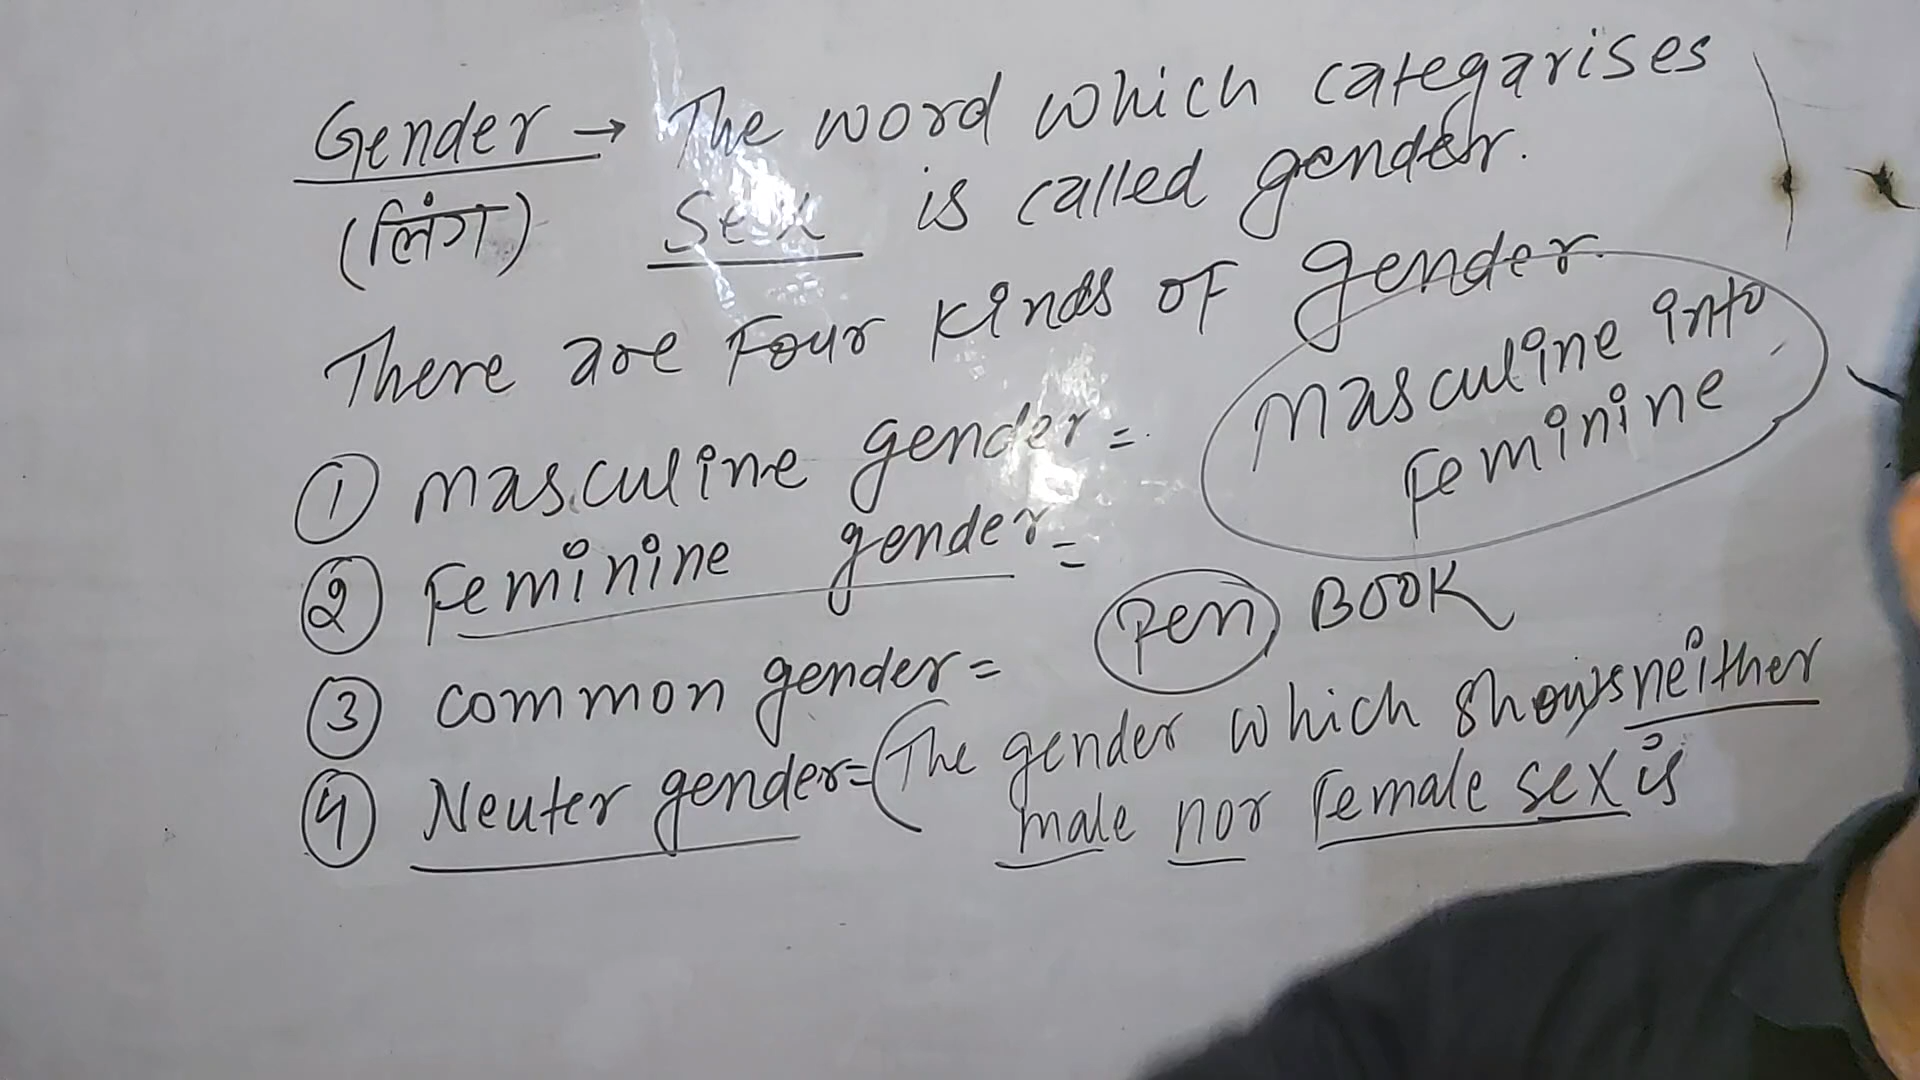 Gender → The word which categarises
(लिंग) Sex is called gender.
There are Four kinds of gender.
masculine into
Feminine
① masculine gender =
② Feminine gender =
Pen BOOK
③ common gender =
④ Neuter gender = (The gender which shows neither
male nor Female sex is